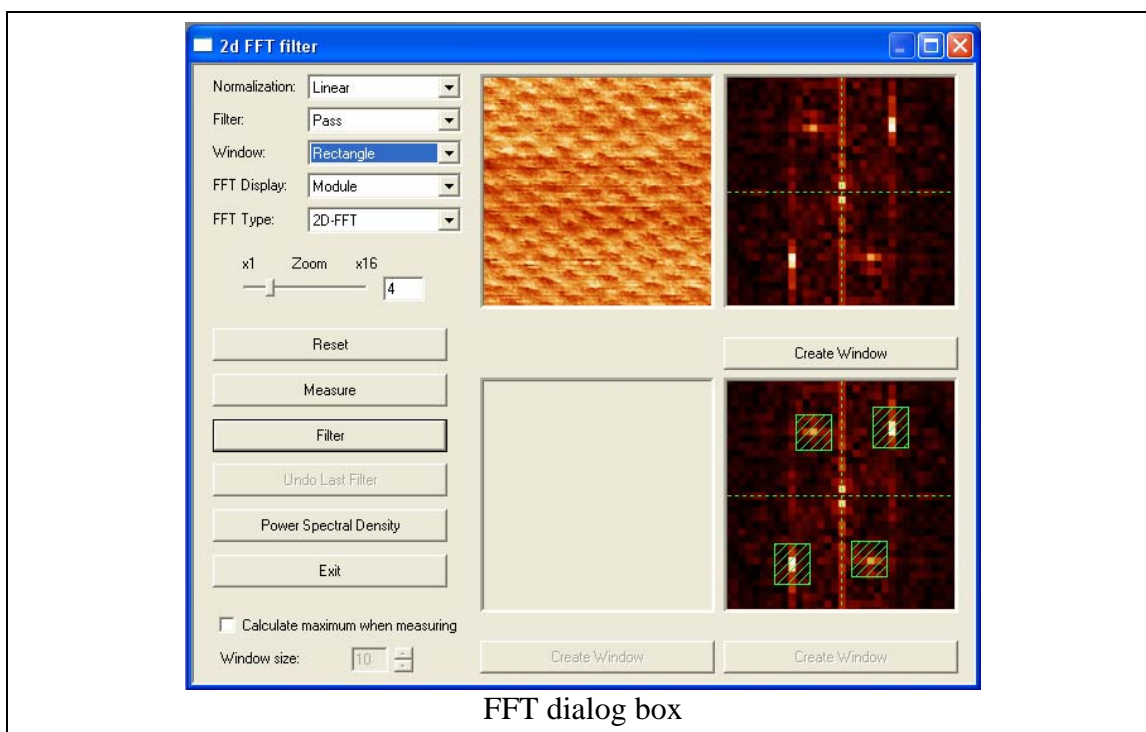 2d FFT filter
Normalization: Linear
Filter: Pass
Window: Rectangle
FFT Display: Module
FFT Type: 2D-FFT
x1 Zoom x16
4
Reset
Create Window
Measure
Filter
Undo Last Filter
Power Spectral Density
Exit
Calculate maximum when measuring
Window size: 10
Create Window
Create Window
FFT dialog box